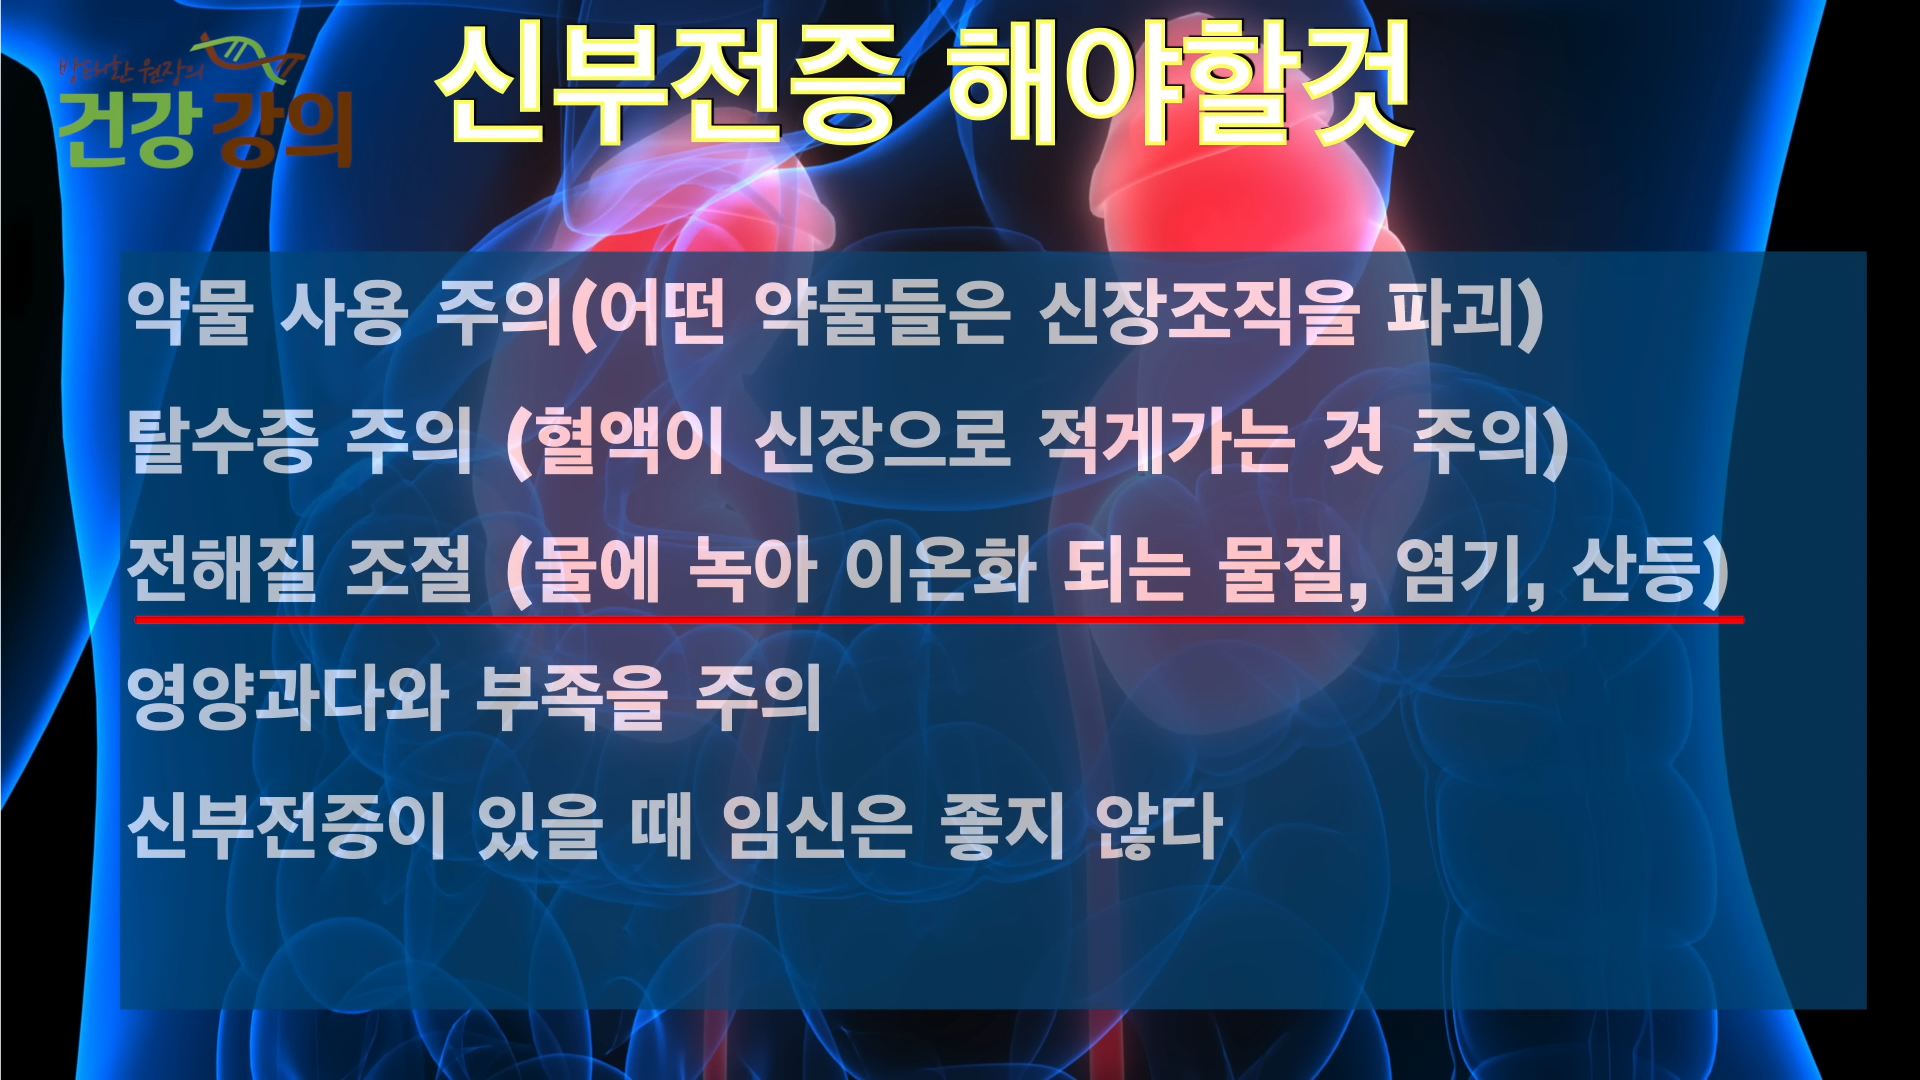 신부전증 해야할것
방태환 원장의
건강 강의
약물 사용 주의(어떤 약물들은 신장조직을 파괴)
탈수증 주의 (혈액이 신장으로 적게가는 것 주의)
전해질 조절 (물에 녹아 이온화 되는 물질, 염기, 산등)
영양과다와 부족을 주의
신부전증이 있을 때 임신은 좋지 않다